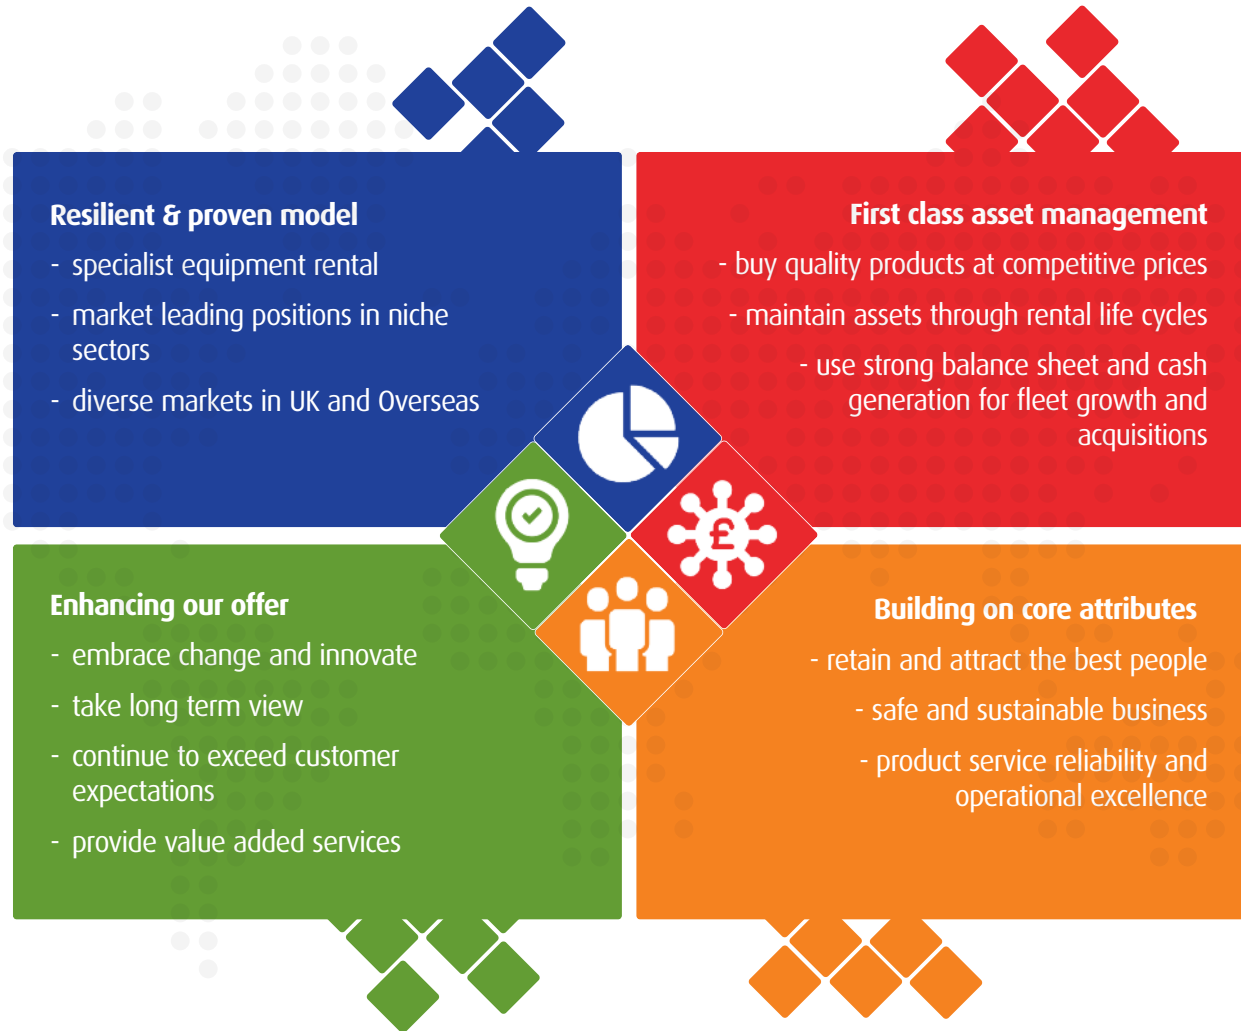 Resilient & proven model
- specialist equipment rental
- market leading positions in niche
sectors
- diverse markets in UK and Overseas
First class asset management
- buy quality products at competitive prices
- maintain assets through rental life cycles
- use strong balance sheet and cash
generation for fleet growth and
acquisitions
£
Enhancing our offer
- embrace change and innovate
- take long term view
- continue to exceed customer
expectations
- provide value added services
Building on core attributes
- retain and attract the best people
- safe and sustainable business
- product service reliability and
operational excellence